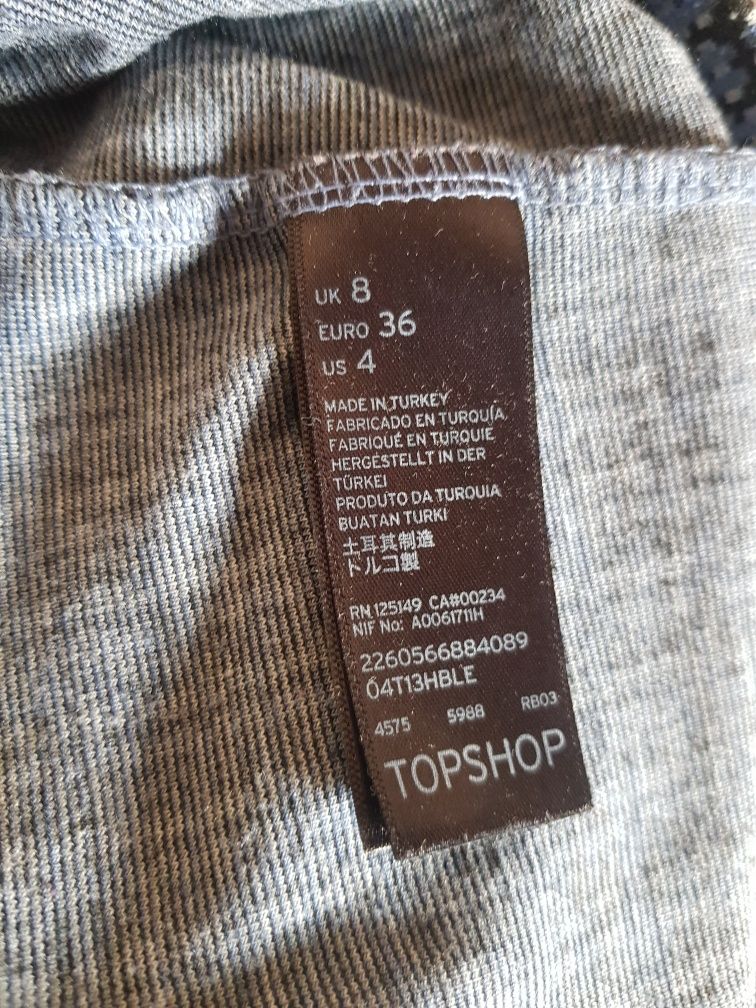 UK 8
EURO 36
US 4
MADE IN TURKEY
FABRICADO EN TURQUÍA
FABRIQUÉ EN TURQUIE
HERGESTELLT IN DER
TÜRKEI
PRODUTO DA TURQUIA
BUATAN TURKI
土耳其制造
トルコ製
RN 125149 CA#00234
NIF No: A0061711H
2260566884089
04T13HBLE
4575 5988 RB03
TOPSHOP